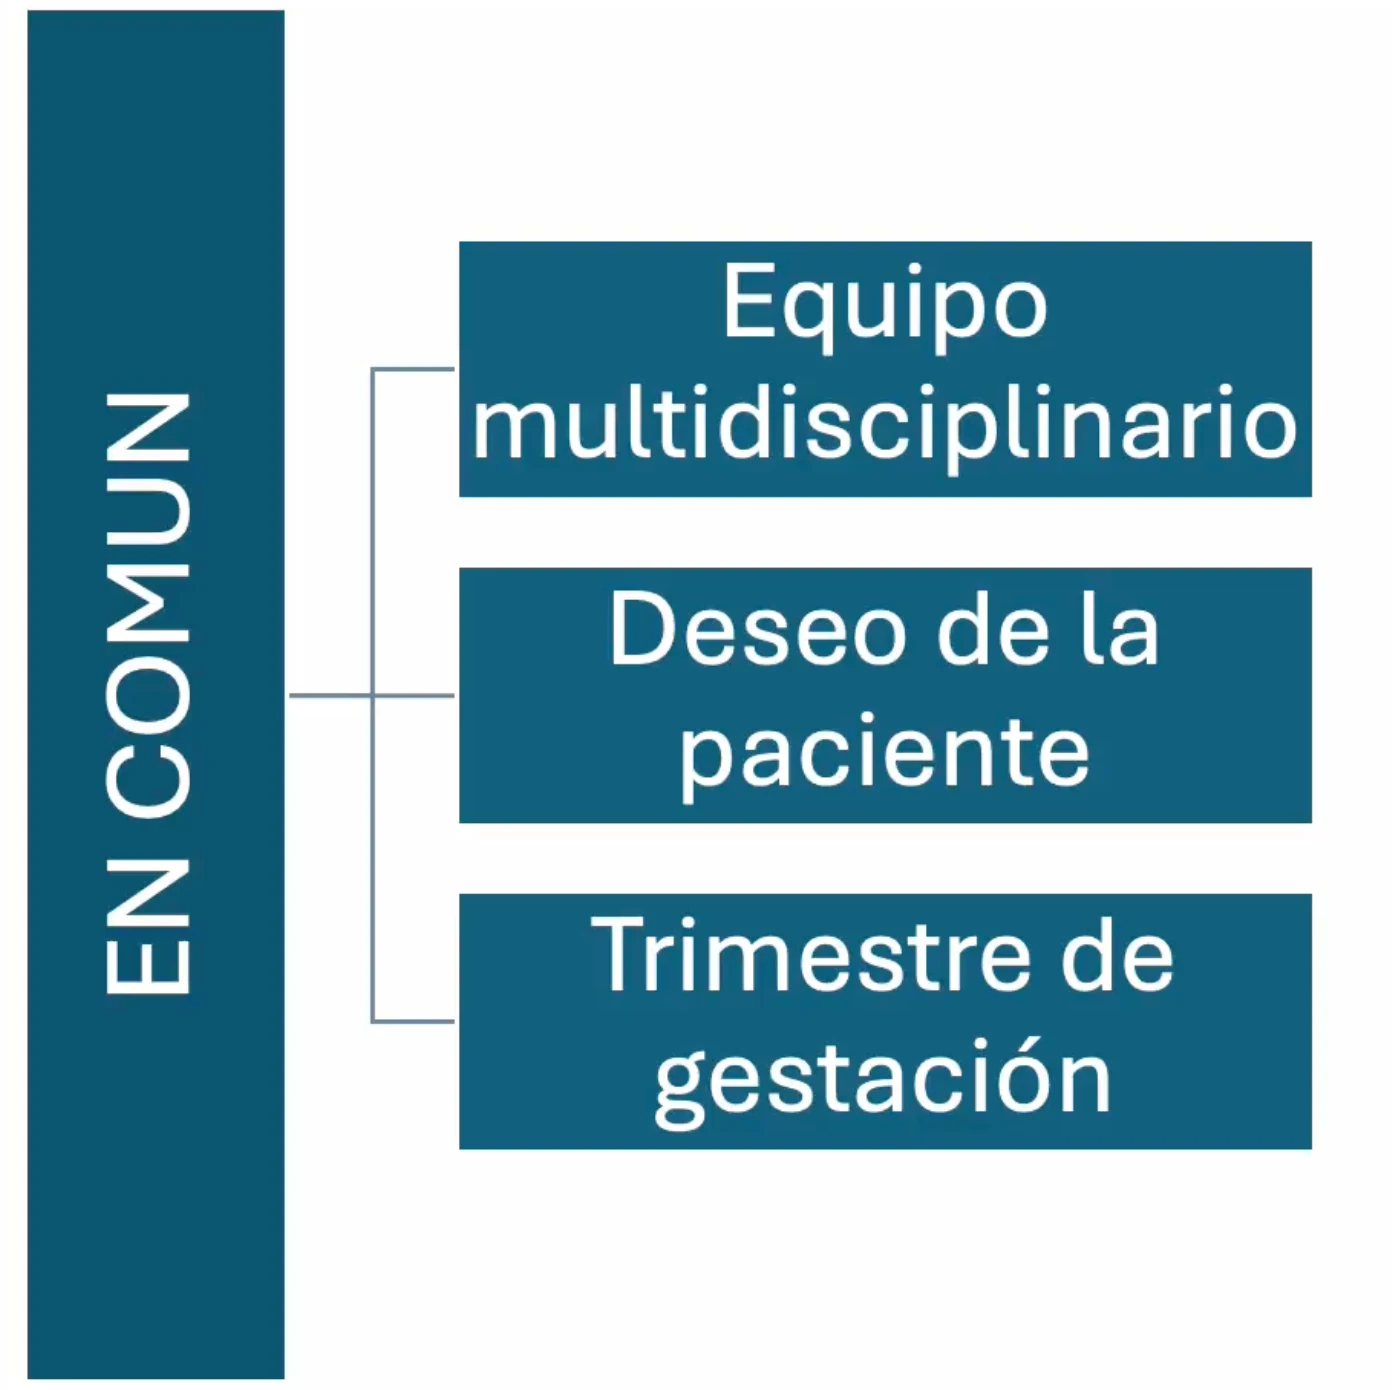 EN COMUN
Equipo
multidisciplinario
Deseo de la
paciente
Trimestre de
gestación